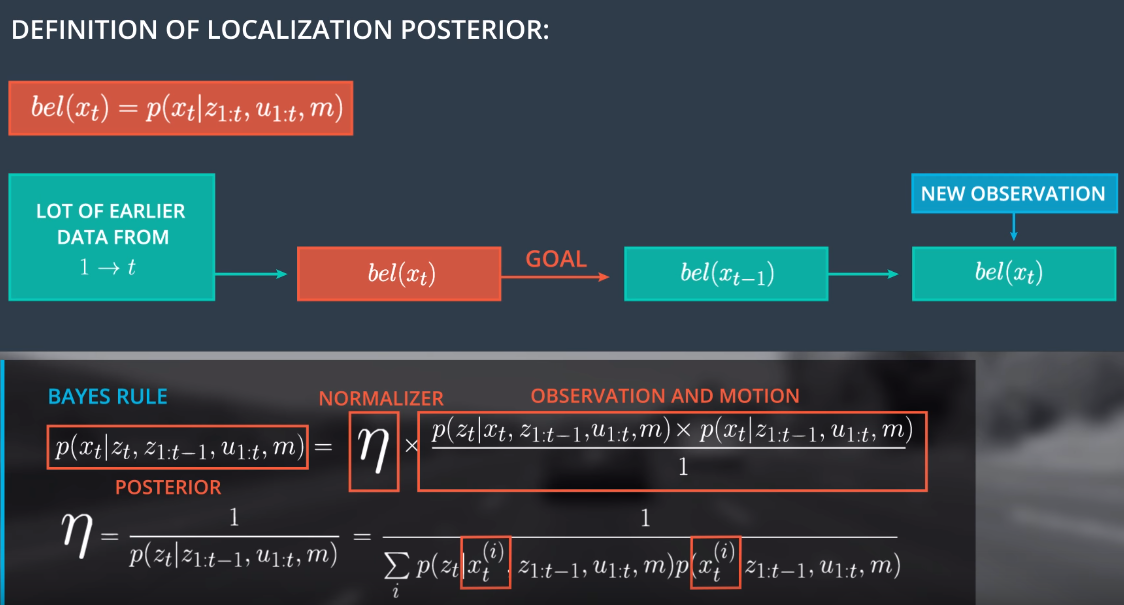 DEFINITION OF LOCALIZATION POSTERIOR:
bel(x_t) = p(x_t|z_{1:t}, u_{1:t}, m)
LOT OF EARLIER
DATA FROM
1 → t
bel(x_t)
GOAL
bel(x_{t−1})
NEW OBSERVATION
bel(x_t)
BAYES RULE
NORMALIZER
OBSERVATION AND MOTION
p(x_t|z_t, z_{1:t−1}, u_{1:t}, m) = η × \frac{p(z_t|x_t, z_{1:t−1},u_{1:t},m) × p(x_t|z_{1:t−1}, u_{1:t}, m)}{1}
POSTERIOR
η = \frac{1}{p(z_t|z_{1:t−1}, u_{1:t}, m)} = \frac{1}{\sum_i p(z_t|x_t^{(i)}, z_{1:t−1}, u_{1:t}, m)p(x_t^{(i)} z_{1:t−1}, u_{1:t}, m)}